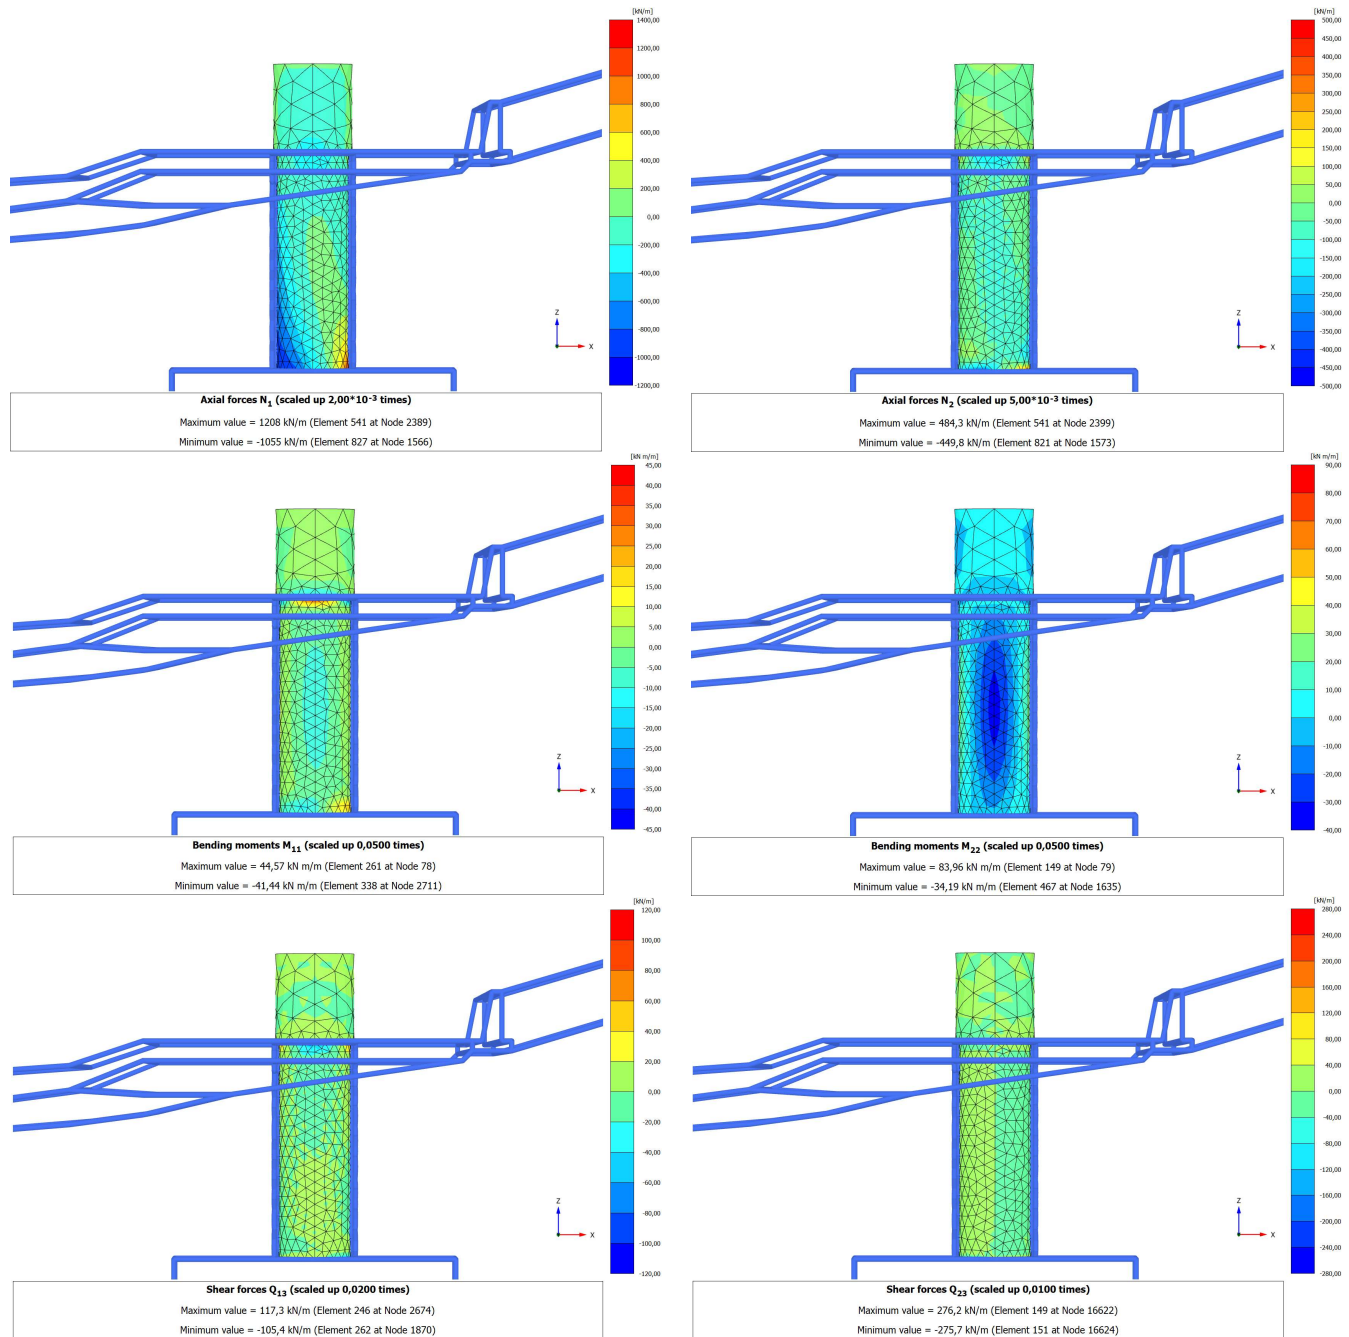 [kN/m]
1400,00
1200,00
1000,00
800,00
600,00
400,00
200,00
0,00
-200,00
-400,00
-600,00
-800,00
-1000,00
-1200,00
Z
X
Axial forces N1 (scaled up 2,00*10-3 times)
Maximum value = 1208 kN/m (Element 541 at Node 2389)
Minimum value = -1055 kN/m (Element 827 at Node 1566)
[kN/m]
500,00
450,00
400,00
350,00
300,00
250,00
200,00
150,00
100,00
50,00
0,00
-50,00
-100,00
-150,00
-200,00
-250,00
-300,00
-350,00
-400,00
-450,00
-500,00
Z
X
Axial forces N2 (scaled up 5,00*10-3 times)
Maximum value = 484,3 kN/m (Element 541 at Node 2399)
Minimum value = -449,8 kN/m (Element 821 at Node 1573)
[kN m/m]
45,00
40,00
35,00
30,00
25,00
20,00
15,00
10,00
5,00
0,00
-5,00
-10,00
-15,00
-20,00
-25,00
-30,00
-35,00
-40,00
-45,00
Z
X
Bending moments M11 (scaled up 0,0500 times)
Maximum value = 44,57 kN m/m (Element 261 at Node 78)
Minimum value = -41,44 kN m/m (Element 338 at Node 2711)
[kN m/m]
90,00
80,00
70,00
60,00
50,00
40,00
30,00
20,00
10,00
0,00
-10,00
-20,00
-30,00
-40,00
Z
X
Bending moments M22 (scaled up 0,0500 times)
Maximum value = 83,96 kN m/m (Element 149 at Node 79)
Minimum value = -34,19 kN m/m (Element 467 at Node 1635)
[kN/m]
120,00
100,00
80,00
60,00
40,00
20,00
0,00
-20,00
-40,00
-60,00
-80,00
-100,00
-120,00
Z
X
Shear forces Q13 (scaled up 0,0200 times)
Maximum value = 117,3 kN/m (Element 246 at Node 2674)
Minimum value = -105,4 kN/m (Element 262 at Node 1870)
[kN/m]
280,00
240,00
200,00
160,00
120,00
80,00
40,00
0,00
-40,00
-80,00
-120,00
-160,00
-200,00
-240,00
-280,00
Z
X
Shear forces Q23 (scaled up 0,0100 times)
Maximum value = 276,2 kN/m (Element 149 at Node 16622)
Minimum value = -275,7 kN/m (Element 151 at Node 16624)